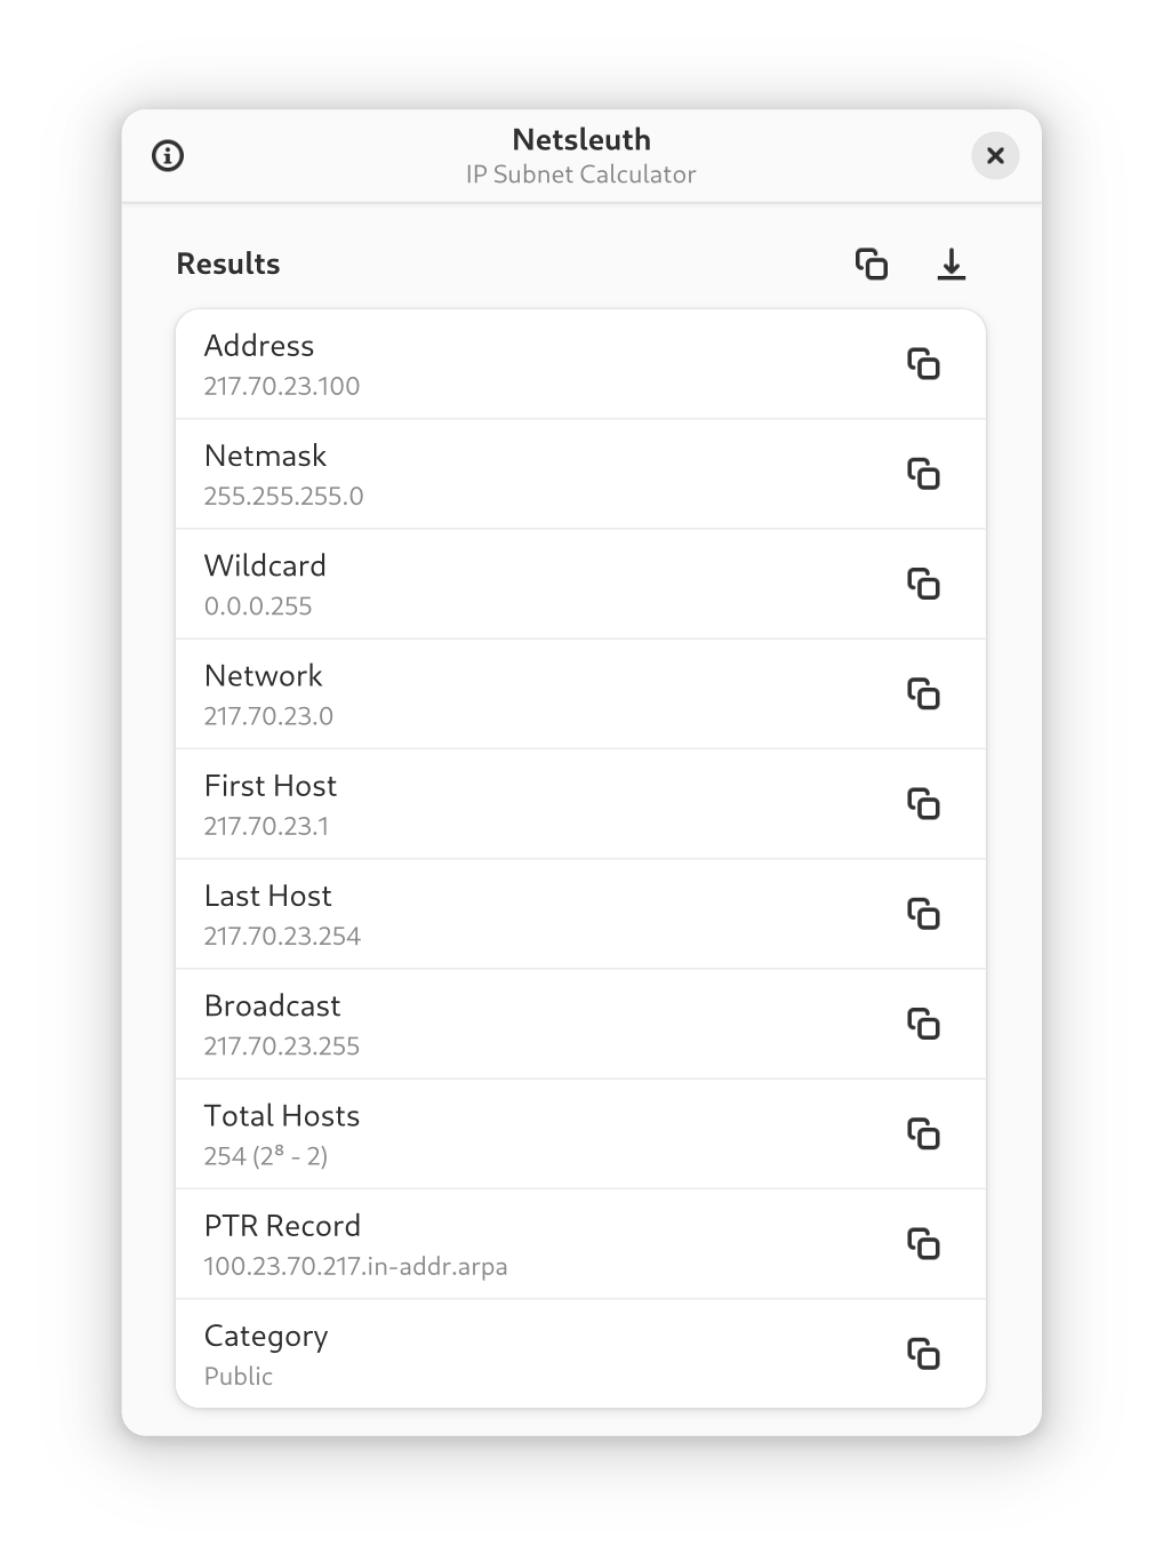 Netsleuth
IP Subnet Calculator
Results
Address
217.70.23.100
Netmask
255.255.255.0
Wildcard
0.0.0.255
Network
217.70.23.0
First Host
217.70.23.1
Last Host
217.70.23.254
Broadcast
217.70.23.255
Total Hosts
254 (2⁸ - 2)
PTR Record
100.23.70.217.in-addr.arpa
Category
Public